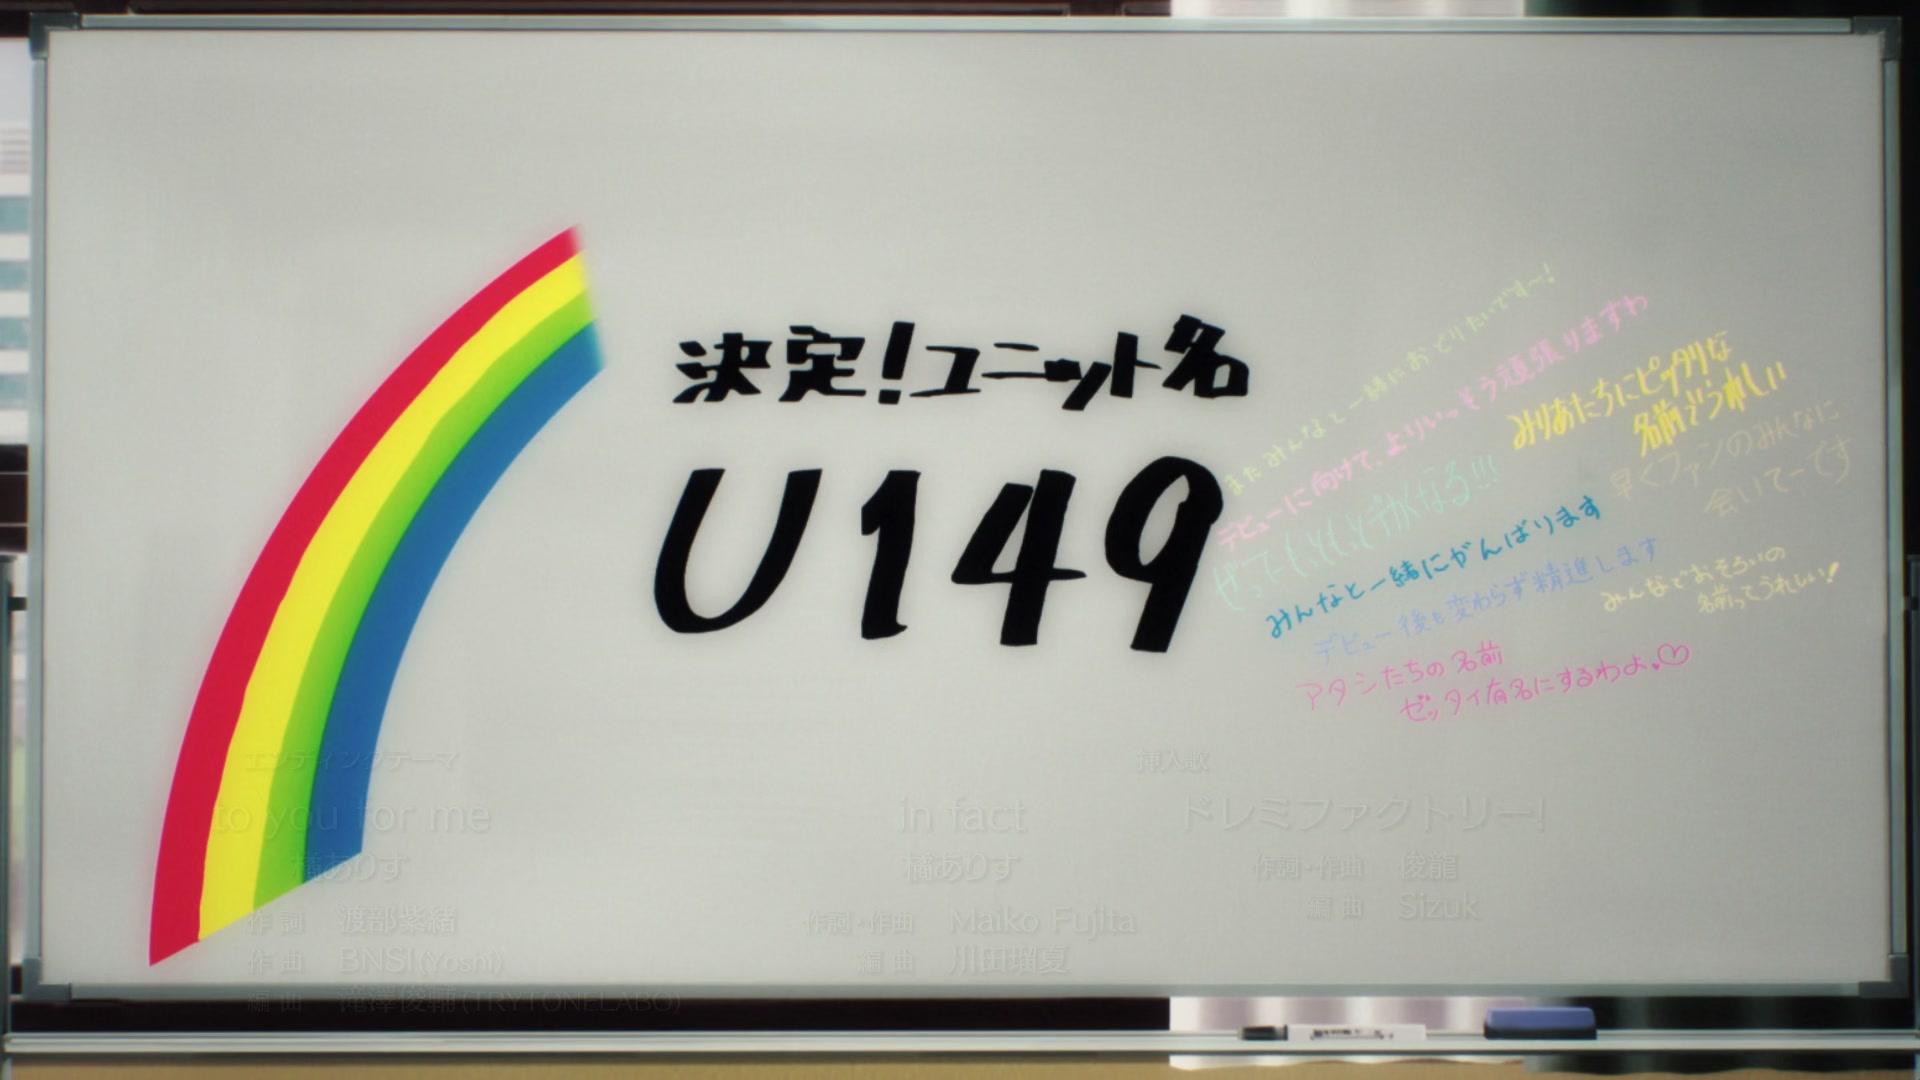 決定!ユニット名
U149
またみんなと一緒におどりたいです～!
デビューに向けて、よりいっそう頑張りますわ
みりあたちにピッタリな
名前でうれしい
ぜってーもっともっとデカくなる!!!
早くファンのみんなに
会いてーです
みんなと一緒にがんばります
デビュー後も変わらず精進します
みんなでおそろいの
名前ってうれしい!
アタシたちの名前
ゼッタイ有名にするわよ♡
エンディングテーマ
to you for me
橘ありす
作詞 渡部紫緒
作曲 BNSI(Yoshi)
編曲 滝澤俊輔(TRYTONELABO)
挿入歌
in fact
橘ありす
作詞・作曲 Maiko Fujita
編曲 川田瑠夏
ドレミファクトリー!
作詞・作曲 俊龍
編曲 Sizuk